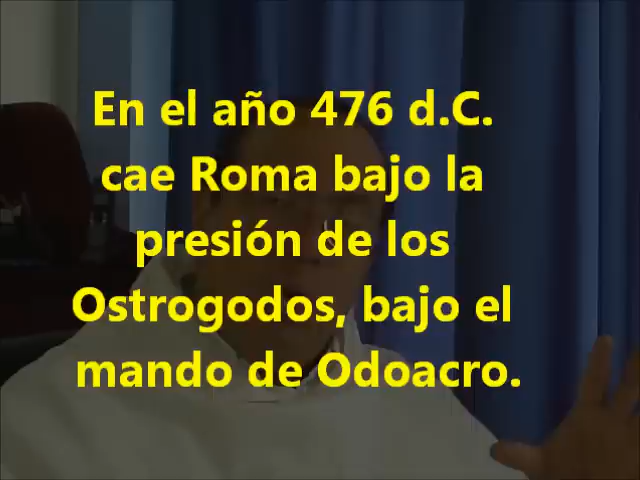 En el año 476 d.C.
cae Roma bajo la
presión de los
Ostrogodos, bajo el
mando de Odoacro.